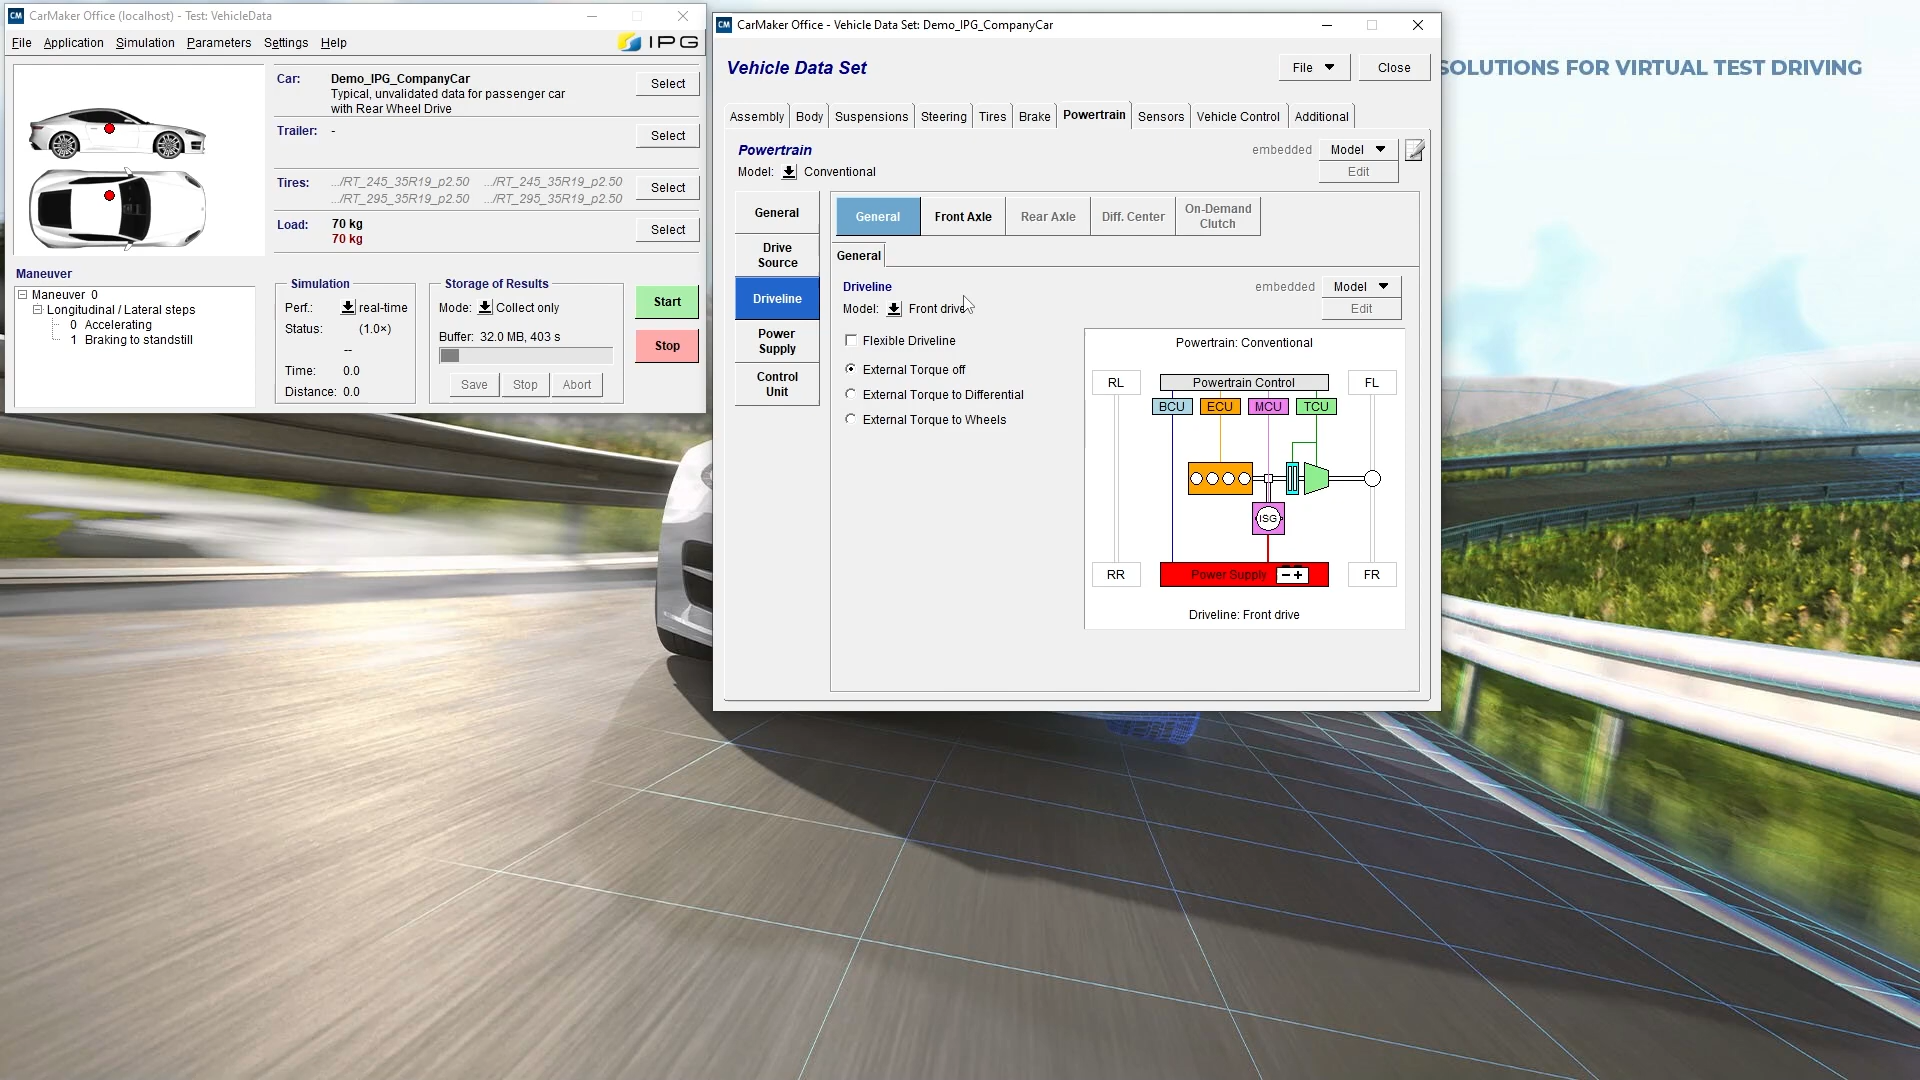 CarMaker Office (localhost) - Test: VehicleData
File Application Simulation Parameters Settings Help
IPG
Car: Demo_IPG_CompanyCar
Typical, unvalidated data for passenger car
with Rear Wheel Drive
Select
Trailer: -
Select
Tires: .../RT_245_35R19_p2.50 .../RT_245_35R19_p2.50
.../RT_295_35R19_p2.50 .../RT_295_35R19_p2.50
Select
Load: 70 kg
70 kg
Select
Maneuver
Maneuver 0
Longitudinal / Lateral steps
0 Accelerating
1 Braking to standstill
Simulation
Perf.: real-time
Status: (1.0×)
--
Time: 0.0
Distance: 0.0
Storage of Results
Mode: Collect only
Buffer: 32.0 MB, 403 s
Save Stop Abort
Start
Stop
CarMaker Office - Vehicle Data Set: Demo_IPG_CompanyCar
Vehicle Data Set
File Close
Assembly Body Suspensions Steering Tires Brake Powertrain Sensors Vehicle Control Additional
Powertrain
embedded Model
Model: Conventional
Edit
General
Drive
Source
Driveline
Power
Supply
Control
Unit
General Front Axle Rear Axle Diff. Center On-Demand
Clutch
General
Driveline
embedded Model
Model: Front drive
Edit
Flexible Driveline
External Torque off
External Torque to Differential
External Torque to Wheels
Powertrain: Conventional
RL Powertrain Control FL
BCU ECU MCU TCU
ISG
RR Power Supply FR
Driveline: Front drive
SOLUTIONS FOR VIRTUAL TEST DRIVING